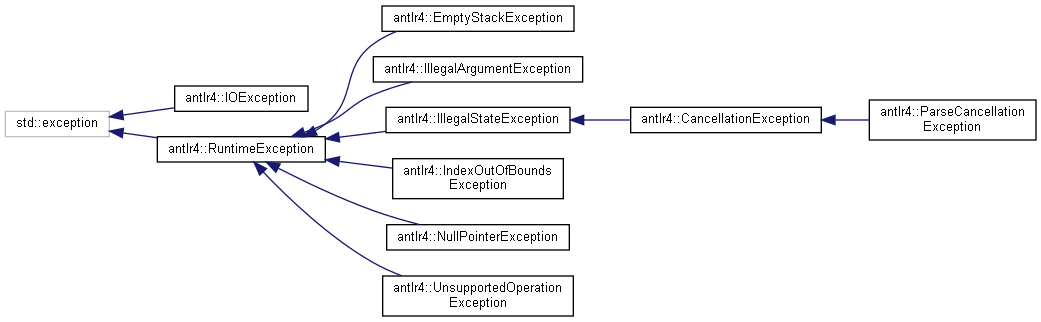 antlr4::EmptyStackException
antlr4::IllegalArgumentException
antlr4::IOException
antlr4::IllegalStateException
antlr4::CancellationException
antlr4::ParseCancellation
Exception
std::exception
antlr4::RuntimeException
antlr4::IndexOutOfBounds
Exception
antlr4::NullPointerException
antlr4::UnsupportedOperation
Exception